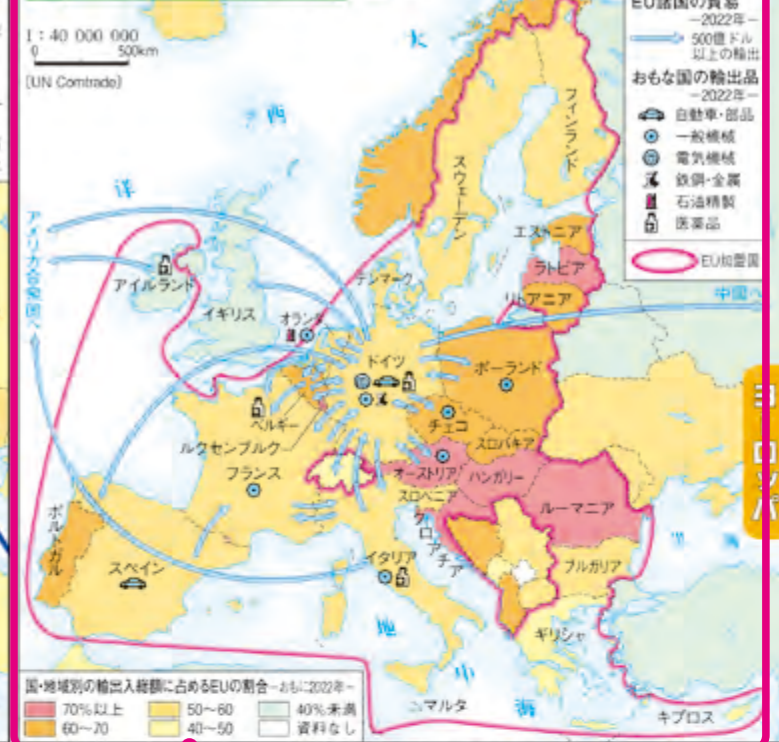 EU諸国の貿易
－2022年－
500億ドル
以上の輸出
おもな国の輸出品
－2022年－
自動車・部品
一般機械
電気機械
鉄鋼・金属
石油精製
医薬品
EU加盟国
1：40 000 000
0 500km
(UN Comtrade)
大
西
洋
アメリカ合衆国へ
中国へ
フィンランド
スウェーデン
エストニア
ラトビア
リトアニア
デンマーク
アイルランド
イギリス
オランダ
ドイツ
ポーランド
ベルギー
チェコ
ルクセンブルク
スロバキア
フランス
オーストリア
ハンガリー
スロベニア
ルーマニア
クロアチア
ポルトガル
スペイン
イタリア
ブルガリア
ギリシャ
地
中
海
マルタ
キプロス
ヨーロッパ
国・地域別の輸出入総額に占めるEUの割合－おもに2022年－
70%以上 50～60 40%未満
60～70 40～50 資料なし